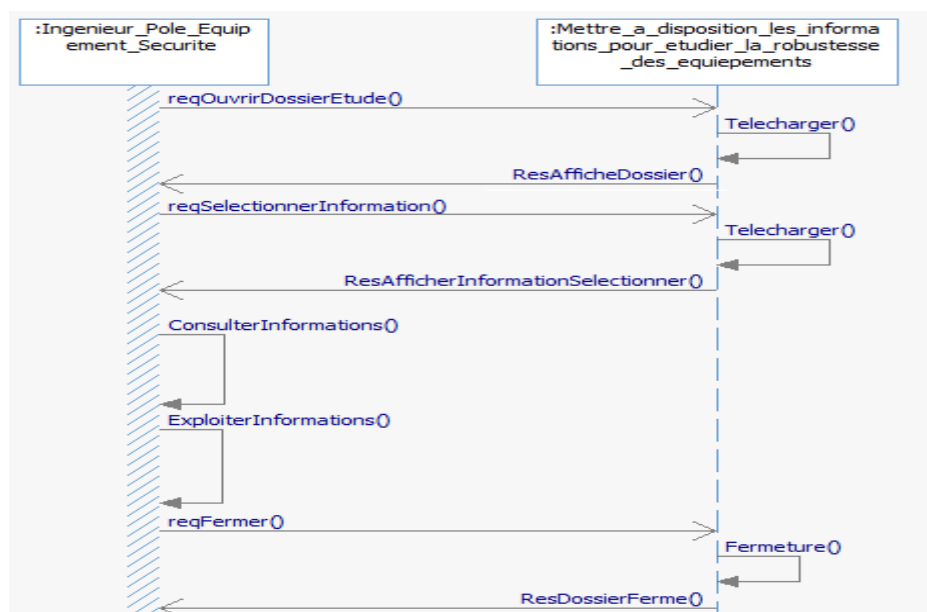 :Ingenieur_Pole_Equip
ement_Securite
:Mettre_a_disposition_les_informa
tions_pour_etudier_la_robustesse
_des_equiepements
reqOuvrirDossierEtude()
Telecharger()
ResAfficheDossier()
reqSelectionnerInformation()
Telecharger()
ResAfficherInformationSelectionner()
ConsulterInformations()
ExploiterInformations()
reqFermer()
Fermeture()
ResDossierFerme()